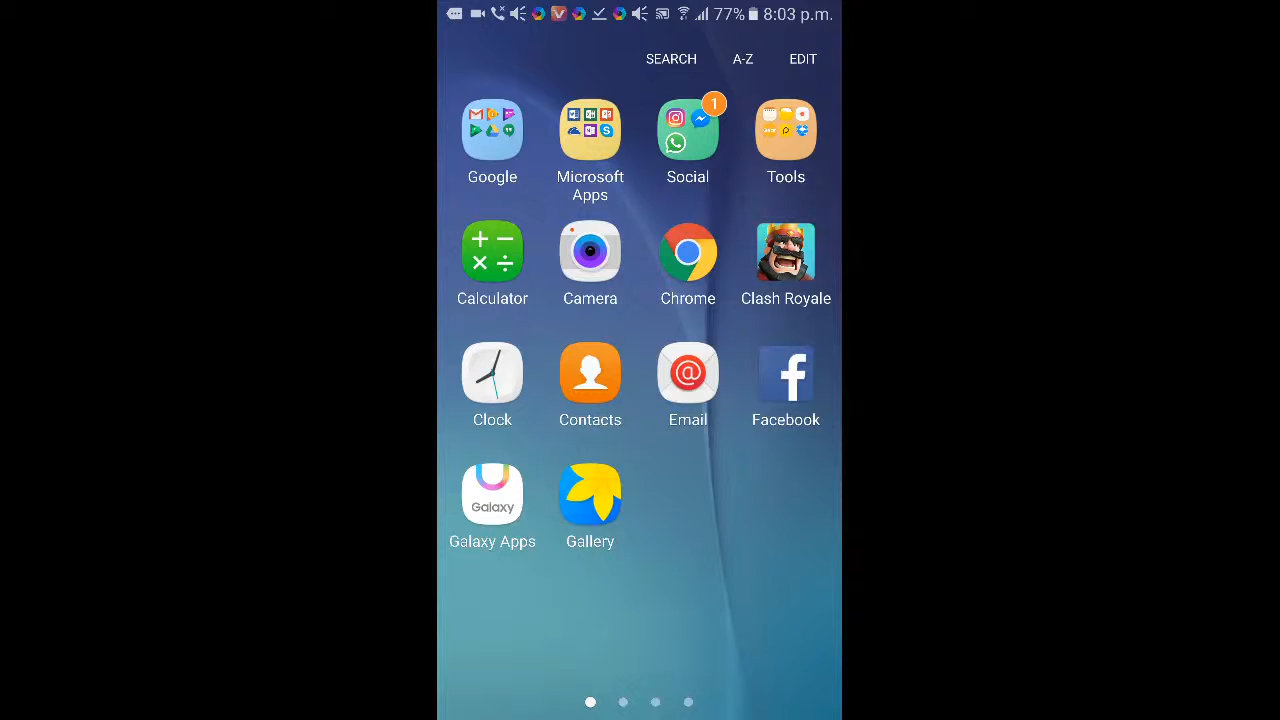 77% 8:03 p.m.
SEARCH A-Z EDIT
1
Google Microsoft Apps Social Tools
Calculator Camera Chrome Clash Royale
Clock Contacts Email Facebook
Galaxy
Galaxy Apps Gallery